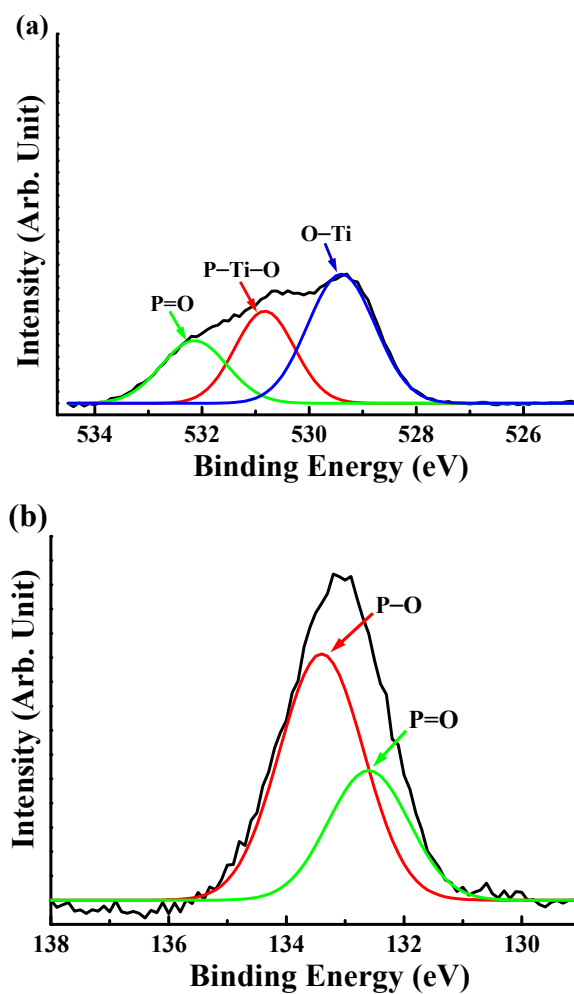 (a)
Intensity (Arb. Unit)
O−Ti
P−Ti−O
P=O
534 532 530 528 526
Binding Energy (eV)
(b)
Intensity (Arb. Unit)
P−O
P=O
138 136 134 132 130
Binding Energy (eV)